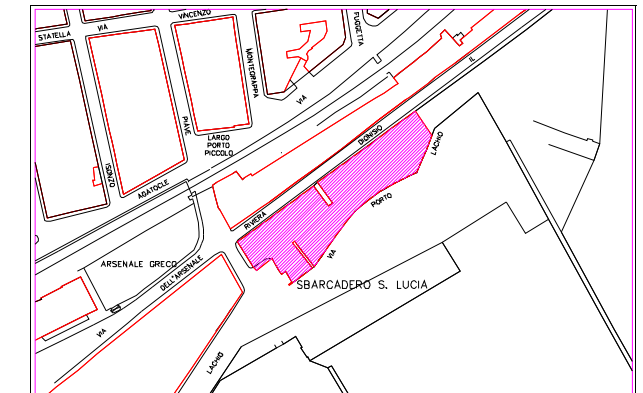 VINCENZO
STATELLA
VIA
FUGGETTA
MONTEGRAPPA
IL
VIA
PIAVE
LARGO
PORTO
PICCOLO
DIONISIO
LACHIO
ISONZO
AGATOCLE
PORTO
RIVIERA
VIA
ARSENALE GRECO
DELL'ARSENALE
SBARCADERO S. LUCIA
VIA
LACHIO